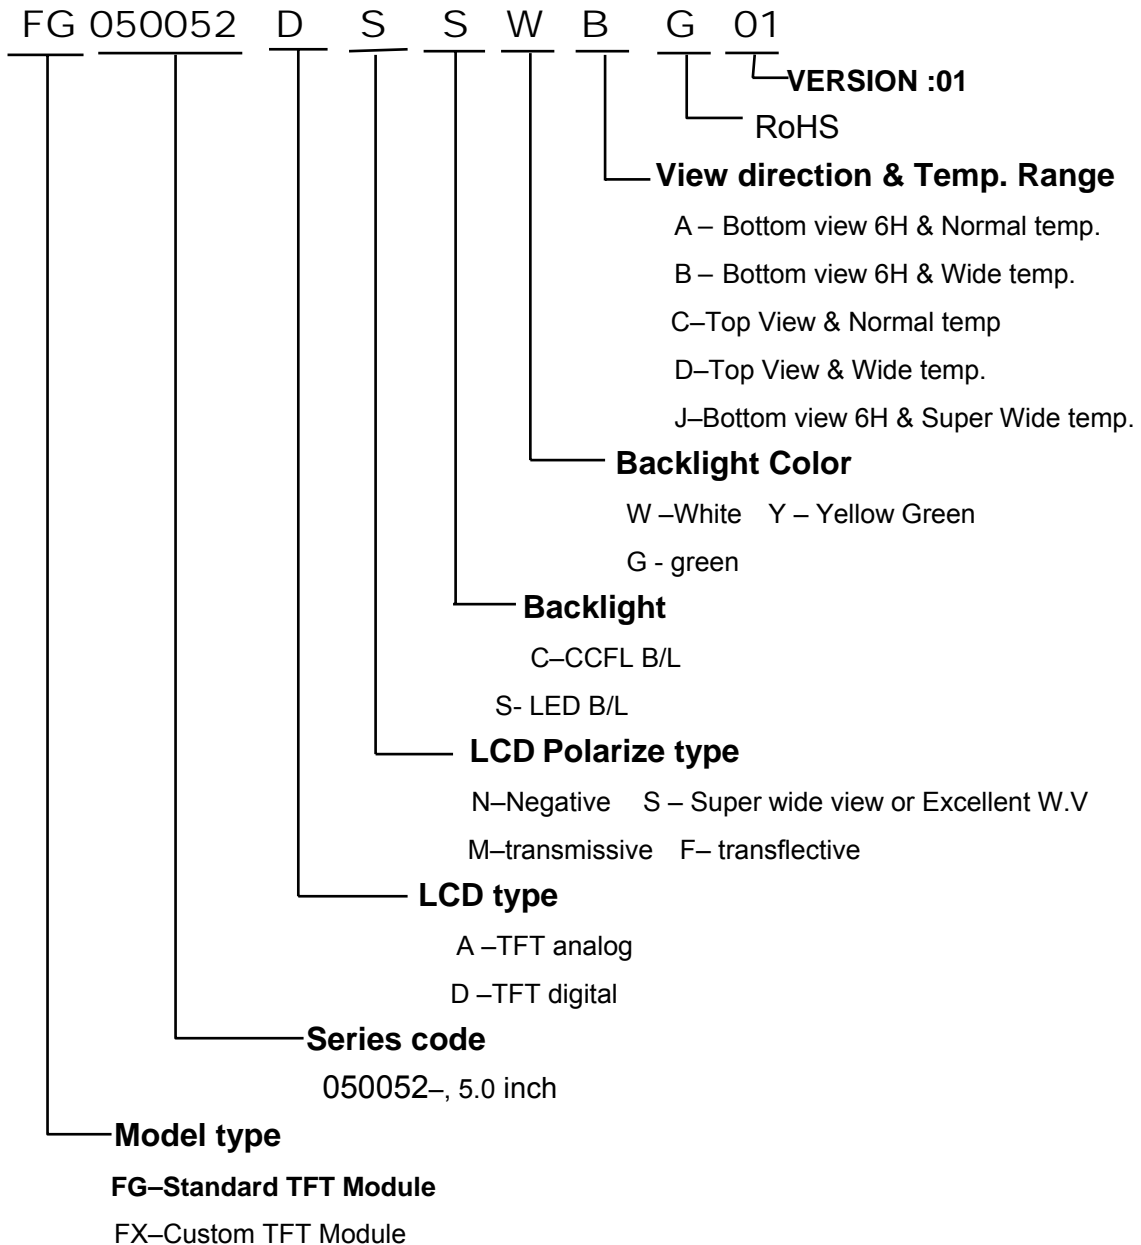 FG 050052 D S S W B G 01
VERSION :01
RoHS
View direction & Temp. Range
A – Bottom view 6H & Normal temp.
B – Bottom view 6H & Wide temp.
C–Top View & Normal temp
D–Top View & Wide temp.
J–Bottom view 6H & Super Wide temp.
Backlight Color
W –White Y – Yellow Green
G - green
Backlight
C–CCFL B/L
S- LED B/L
LCD Polarize type
N–Negative S – Super wide view or Excellent W.V
M–transmissive F– transflective
LCD type
A –TFT analog
D –TFT digital
Series code
050052–, 5.0 inch
Model type
FG–Standard TFT Module
FX–Custom TFT Module